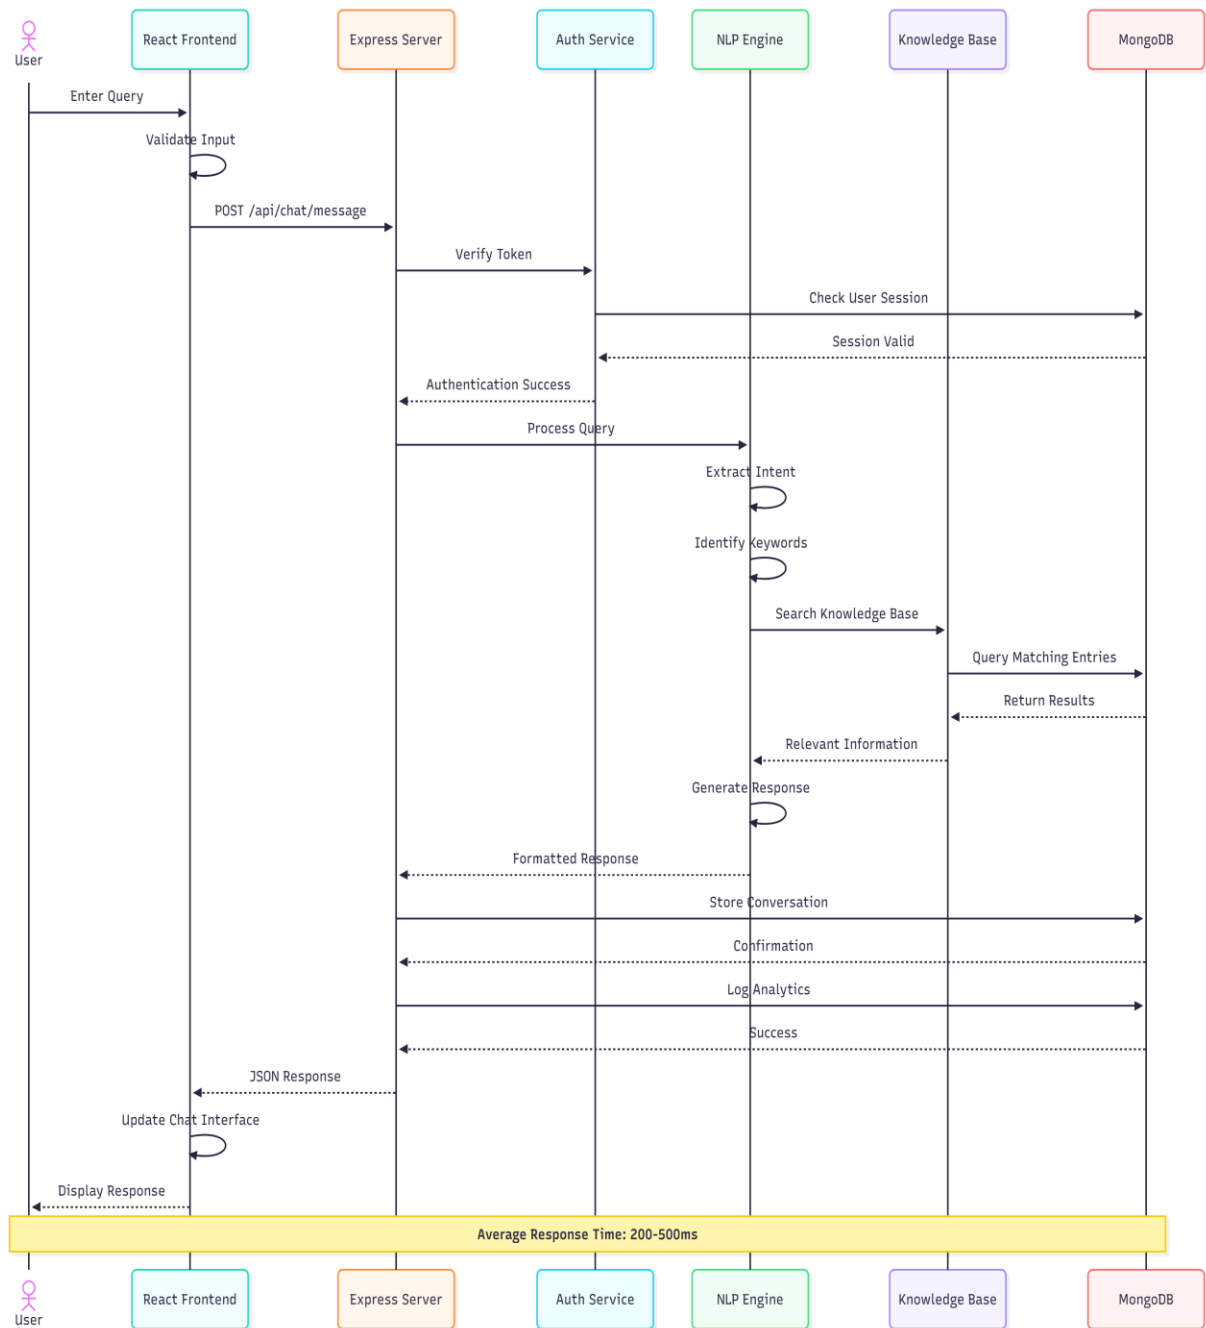 User
React Frontend
Express Server
Auth Service
NLP Engine
Knowledge Base
MongoDB
Enter Query
Validate Input
POST /api/chat/message
Verify Token
Check User Session
Session Valid
Authentication Success
Process Query
Extract Intent
Identify Keywords
Search Knowledge Base
Query Matching Entries
Return Results
Relevant Information
Generate Response
Formatted Response
Store Conversation
Confirmation
Log Analytics
Success
JSON Response
Update Chat Interface
Display Response
Average Response Time: 200-500ms
User
React Frontend
Express Server
Auth Service
NLP Engine
Knowledge Base
MongoDB